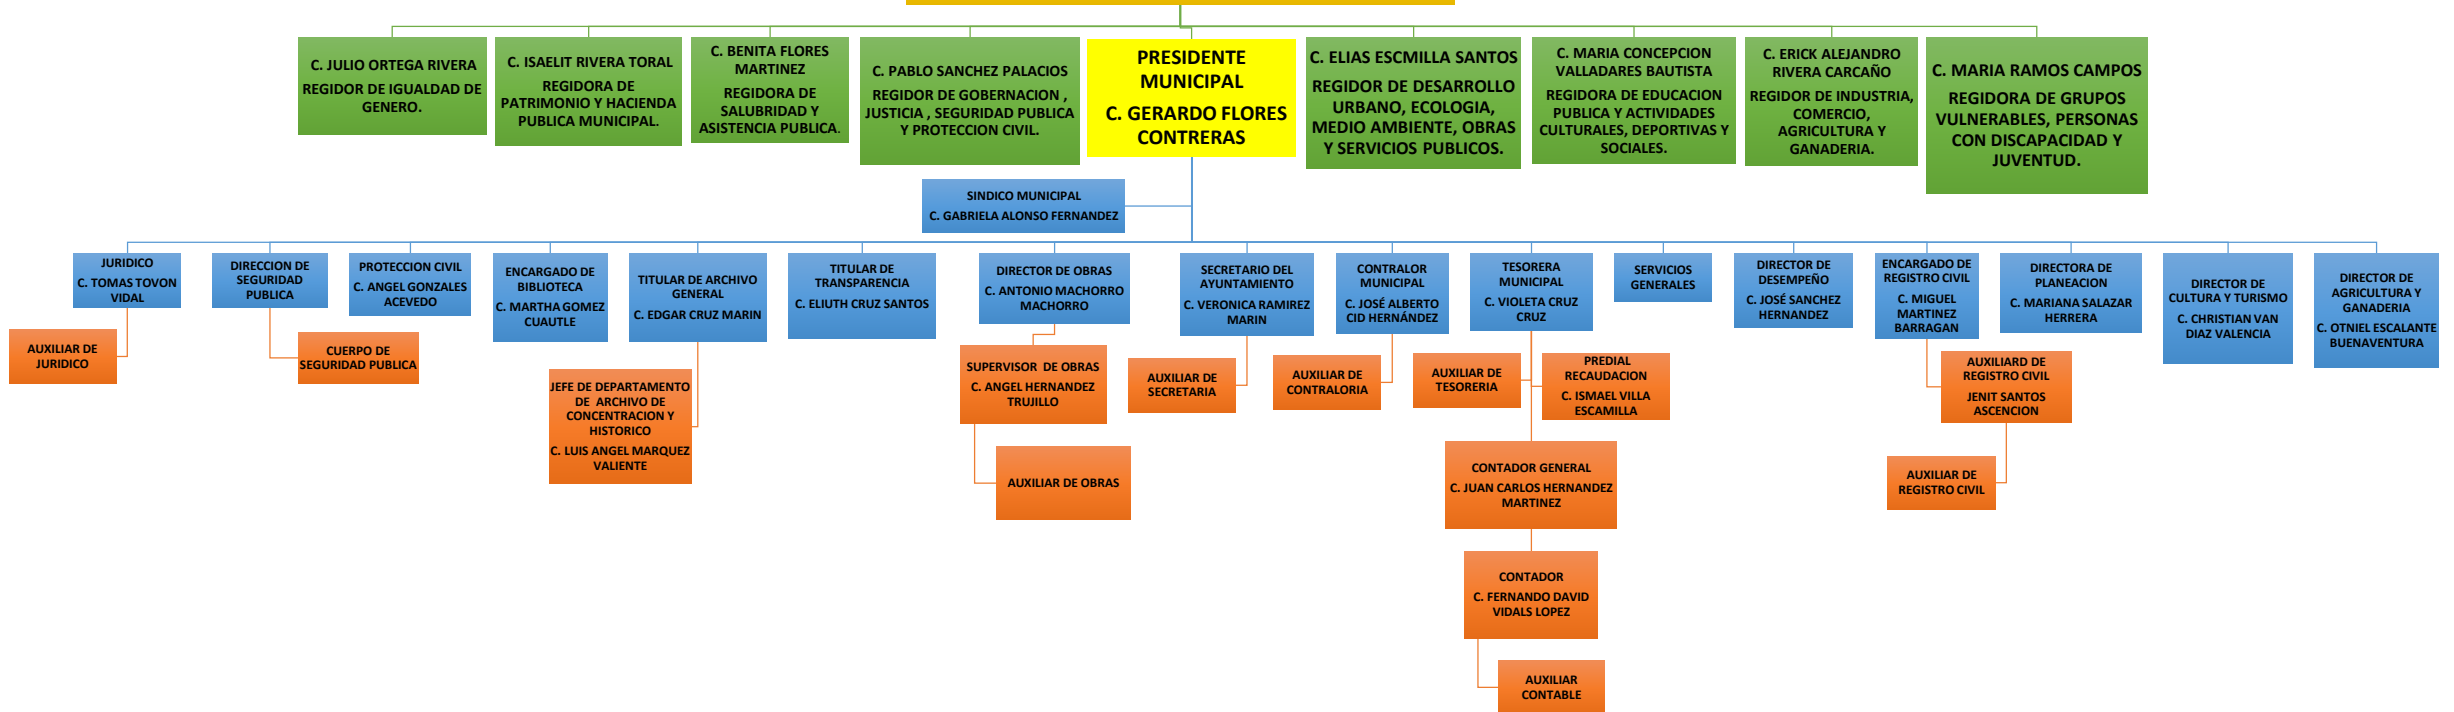 C. JULIO ORTEGA RIVERA
REGIDOR DE IGUALDAD DE
GENERO.
C. ISAELIT RIVERA TORAL
REGIDORA DE
PATRIMONIO Y HACIENDA
PUBLICA MUNICIPAL.
C. BENITA FLORES
MARTINEZ
REGIDORA DE
SALUBRIDAD Y
ASISTENCIA PUBLICA.
C. PABLO SANCHEZ PALACIOS
REGIDOR DE GOBERNACION ,
JUSTICIA , SEGURIDAD PUBLICA
Y PROTECCION CIVIL.
PRESIDENTE
MUNICIPAL
C. GERARDO FLORES
CONTRERAS
C. ELIAS ESCMILLA SANTOS
REGIDOR DE DESARROLLO
URBANO, ECOLOGIA,
MEDIO AMBIENTE, OBRAS
Y SERVICIOS PUBLICOS.
C. MARIA CONCEPCION
VALLADARES BAUTISTA
REGIDORA DE EDUCACION
PUBLICA Y ACTIVIDADES
CULTURALES, DEPORTIVAS Y
SOCIALES.
C. ERICK ALEJANDRO
RIVERA CARCAÑO
REGIDOR DE INDUSTRIA,
COMERCIO,
AGRICULTURA Y
GANADERIA.
C. MARIA RAMOS CAMPOS
REGIDORA DE GRUPOS
VULNERABLES, PERSONAS
CON DISCAPACIDAD Y
JUVENTUD.
SINDICO MUNICIPAL
C. GABRIELA ALONSO FERNANDEZ
JURIDICO
C. TOMAS TOVON
VIDAL
DIRECCION DE
SEGURIDAD
PUBLICA
PROTECCION CIVIL
C. ANGEL GONZALES
ACEVEDO
ENCARGADO DE
BIBLIOTECA
C. MARTHA GOMEZ
CUAUTLE
TITULAR DE ARCHIVO
GENERAL
C. EDGAR CRUZ MARIN
TITULAR DE
TRANSPARENCIA
C. ELIUTH CRUZ SANTOS
DIRECTOR DE OBRAS
C. ANTONIO MACHORRO
MACHORRO
SECRETARIO DEL
AYUNTAMIENTO
C. VERONICA RAMIREZ
MARIN
CONTRALOR
MUNICIPAL
C. JOSÉ ALBERTO
CID HERNÁNDEZ
TESORERA
MUNICIPAL
C. VIOLETA CRUZ
CRUZ
SERVICIOS
GENERALES
DIRECTOR DE
DESEMPEÑO
C. JOSÉ SANCHEZ
HERNANDEZ
ENCARGADO DE
REGISTRO CIVIL
C. MIGUEL
MARTINEZ
BARRAGAN
DIRECTORA DE
PLANEACION
C. MARIANA SALAZAR
HERRERA
DIRECTOR DE
CULTURA Y TURISMO
C. CHRISTIAN VAN
DIAZ VALENCIA
DIRECTOR DE
AGRICULTURA Y
GANADERIA
C. OTNIEL ESCALANTE
BUENAVENTURA
AUXILIAR DE
JURIDICO
CUERPO DE
SEGURIDAD PUBLICA
JEFE DE DEPARTAMENTO
DE ARCHIVO DE
CONCENTRACION Y
HISTORICO
C. LUIS ANGEL MARQUEZ
VALIENTE
SUPERVISOR DE OBRAS
C. ANGEL HERNANDEZ
TRUJILLO
AUXILIAR DE OBRAS
AUXILIAR DE
SECRETARIA
AUXILIAR DE
CONTRALORIA
AUXILIAR DE
TESORERIA
PREDIAL
RECAUDACION
C. ISMAEL VILLA
ESCAMILLA
CONTADOR GENERAL
C. JUAN CARLOS HERNANDEZ
MARTINEZ
CONTADOR
C. FERNANDO DAVID
VIDALS LOPEZ
AUXILIAR
CONTABLE
AUXILIARD DE
REGISTRO CIVIL
JENIT SANTOS
ASCENCION
AUXILIAR DE
REGISTRO CIVIL